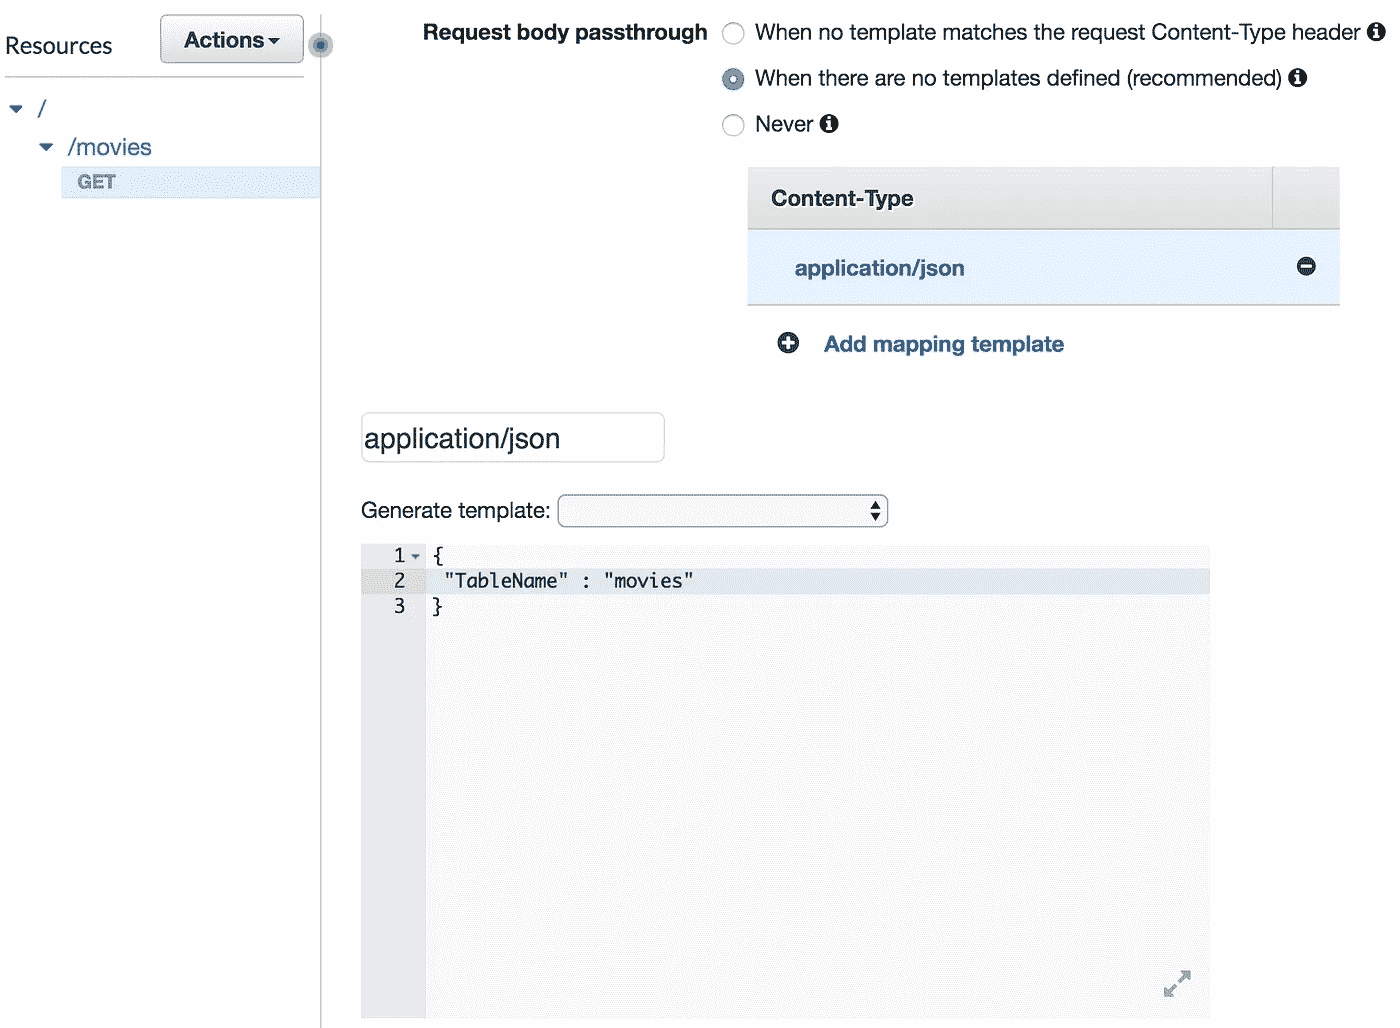 Resources
Actions
/
/movies
GET
Request body passthrough
When no template matches the request Content-Type header
When there are no templates defined (recommended)
Never
Content-Type
application/json
Add mapping template
application/json
Generate template:
1 {
2 "TableName" : "movies"
3 }